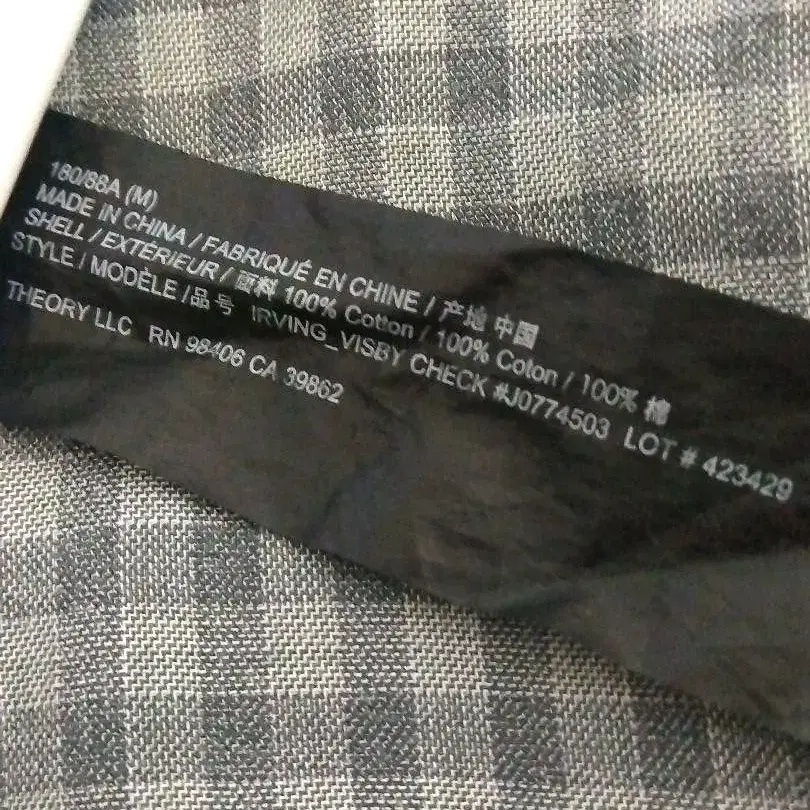 180/88A (M)
MADE IN CHINA / FABRIQUÉ EN CHINE / 产地 中国
SHELL / EXTÉRIEUR / 面料 100% Cotton / 100% Coton / 100% 棉
STYLE / MODÈLE / 品号 IRVING_VISBY CHECK #J0774503 LOT # 423429
THEORY LLC RN 98406 CA 39862